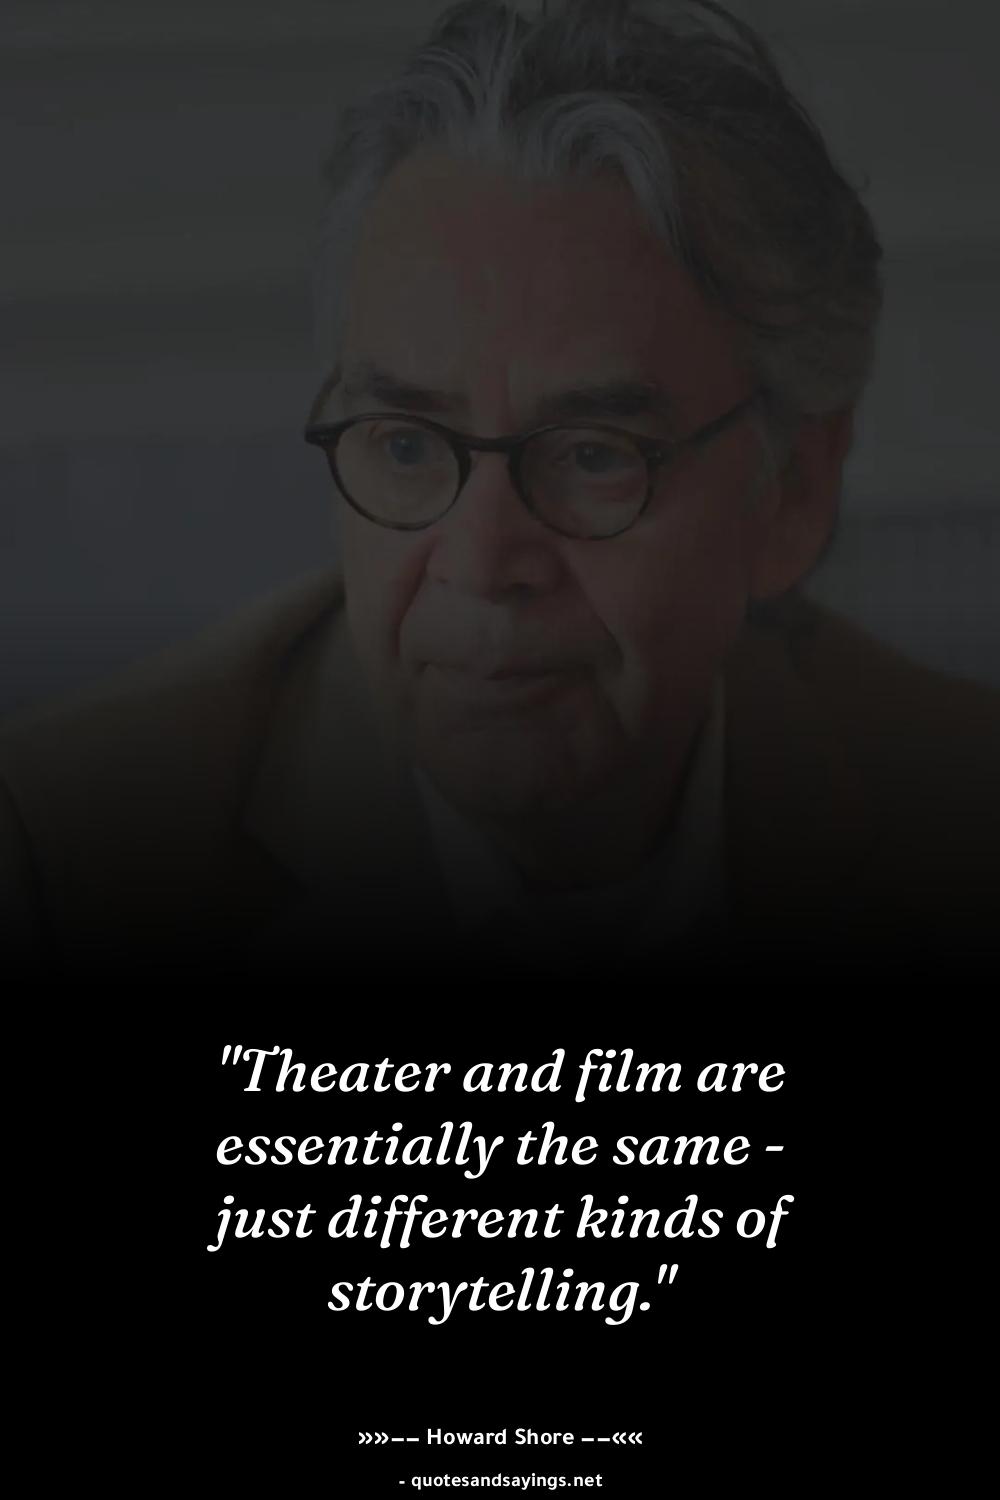 "Theater and film are
essentially the same -
just different kinds of
storytelling."
»»–– Howard Shore ––««
- quotesandsayings.net